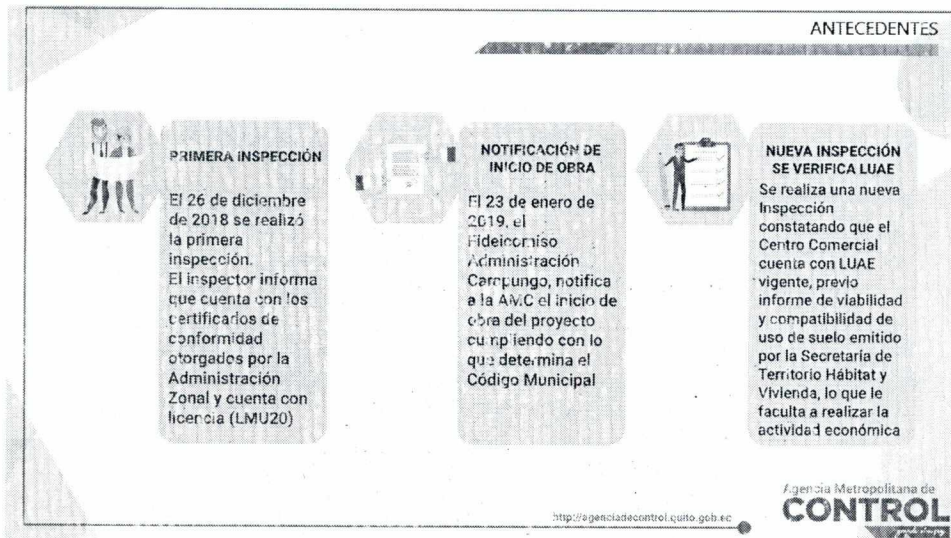 ANTECEDENTES
PRIMERA INSPECCIÓN
El 26 de diciembre
de 2018 se realizó
la primera
inspección.
El inspector informa
que cuenta con los
certificados de
conformidad
otorgados por la
Administración
Zonal y cuenta con
licencia (LMU20)
NOTIFICACIÓN DE
INICIO DE OBRA
El 23 de enero de
2019, el
Fideicomiso
Administración
Carapungo, notifica
a la AMC el inicio de
obra del proyecto
cumpliendo con lo
que determina el
Código Municipal
NUEVA INSPECCIÓN
SE VERIFICA LUAE
Se realiza una nueva
Inspección
constatando que el
Centro Comercial
cuenta con LUAE
vigente, previo
informe de viabilidad
y compatibilidad de
uso de suelo emitido
por la Secretaría de
Territorio Hábitat y
Vivienda, lo que le
faculta a realizar la
actividad económica
http://agenciadecontrol.quito.gob.ec
Agencia Metropolitana de
CONTROL